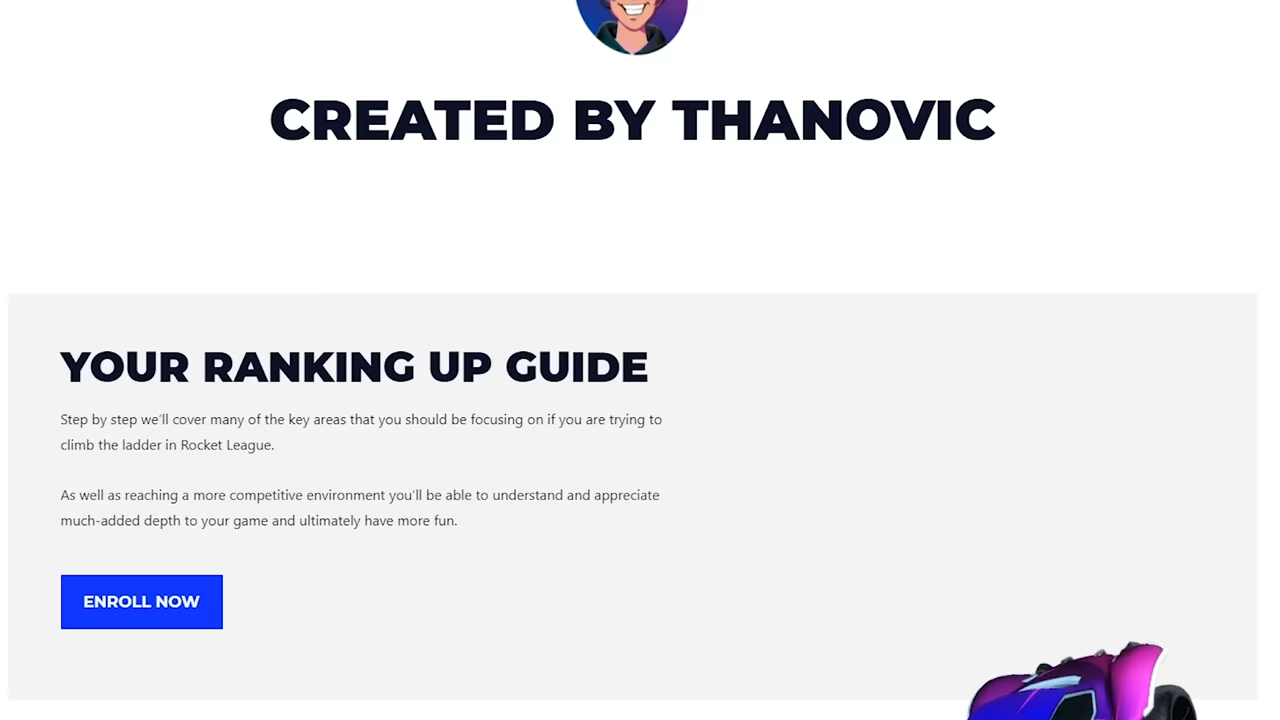 CREATED BY THANOVIC
YOUR RANKING UP GUIDE
Step by step we'll cover many of the key areas that you should be focusing on if you are trying to
climb the ladder in Rocket League.
As well as reaching a more competitive environment you'll be able to understand and appreciate
much-added depth to your game and ultimately have more fun.
ENROLL NOW